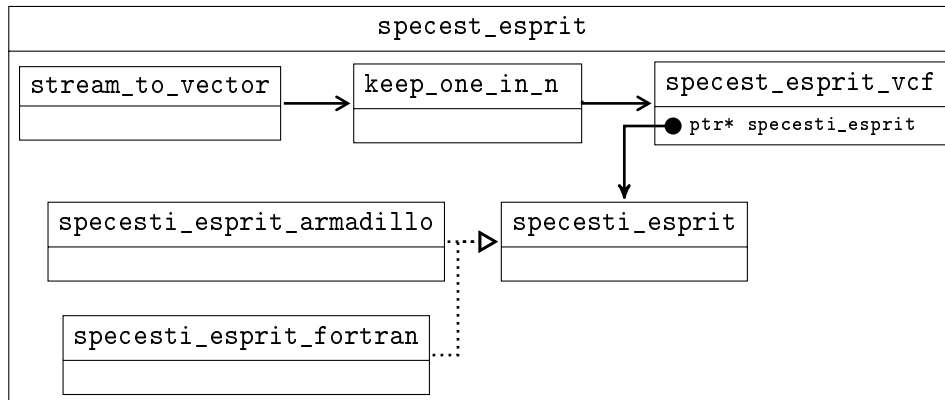 specest_esprit
stream_to_vector
keep_one_in_n
specest_esprit_vcf
ptr* specesti_esprit
specesti_esprit_armadillo
specesti_esprit
specesti_esprit_fortran